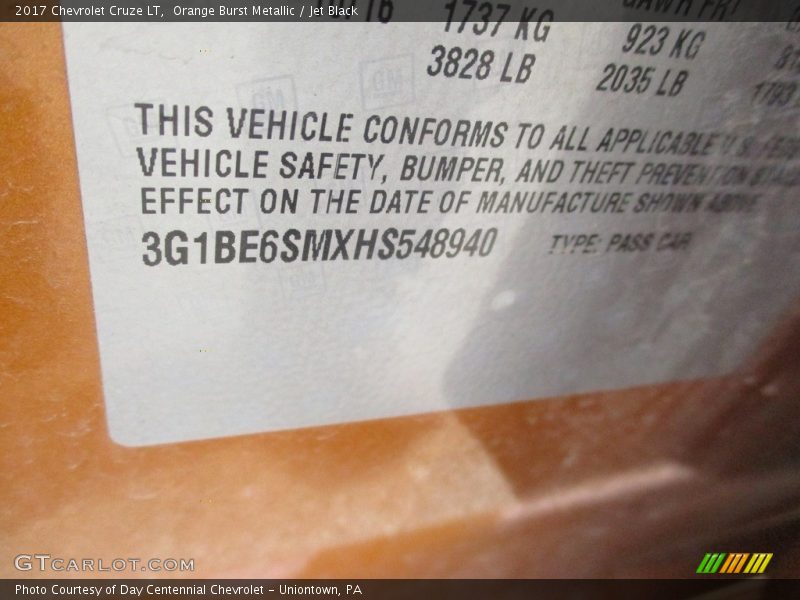 2017 Chevrolet Cruze LT, Orange Burst Metallic / Jet Black
1737 KG 923 KG
3828 LB 2035 LB
THIS VEHICLE CONFORMS TO ALL APPLICABLE U.S.
VEHICLE SAFETY, BUMPER, AND THEFT PREVENTION
EFFECT ON THE DATE OF MANUFACTURE SHOWN ABOVE
3G1BE6SMXHS548940 TYPE: PASS CAR
GTCARLOT.COM
Photo Courtesy of Day Centennial Chevrolet - Uniontown, PA